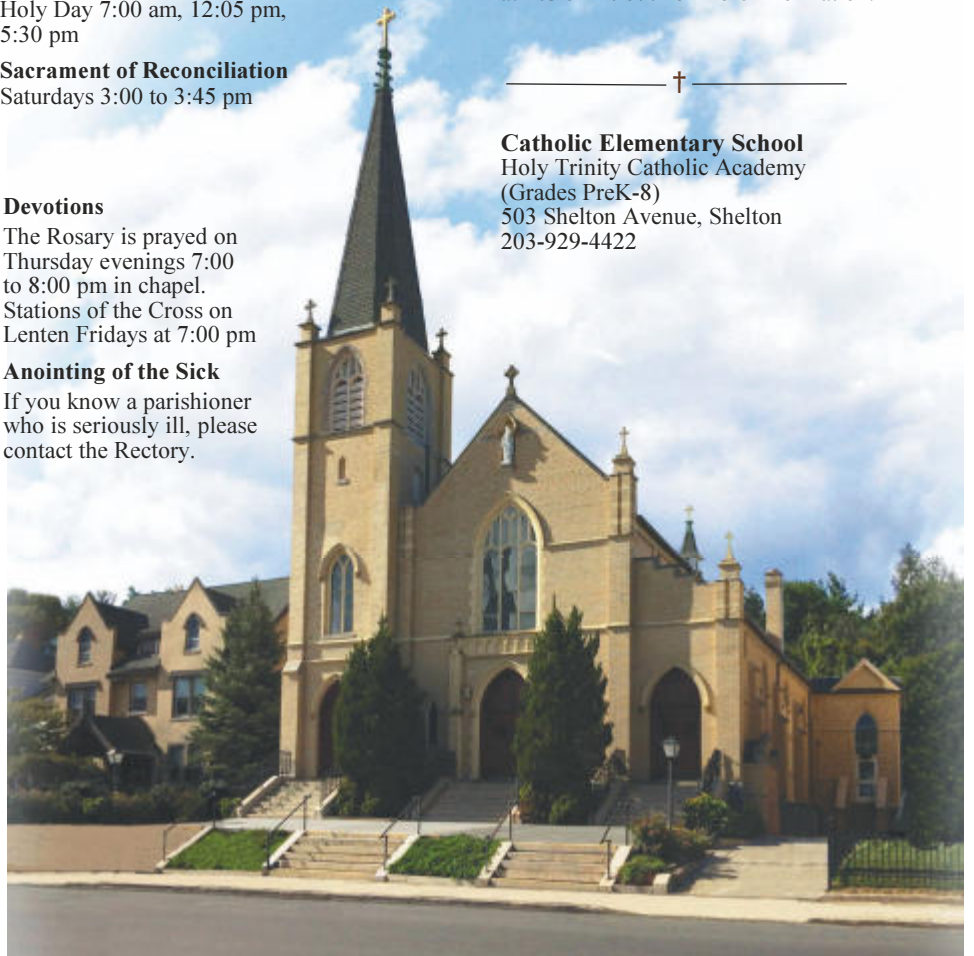 Holy Day 7:00 am, 12:05 pm,
5:30 pm
Sacrament of Reconciliation
Saturdays 3:00 to 3:45 pm
Devotions
The Rosary is prayed on
Thursday evenings 7:00
to 8:00 pm in chapel.
Stations of the Cross on
Lenten Fridays at 7:00 pm
Anointing of the Sick
If you know a parishioner
who is seriously ill, please
contact the Rectory.
Catholic Elementary School
Holy Trinity Catholic Academy
(Grades PreK-8)
503 Shelton Avenue, Shelton
203-929-4422